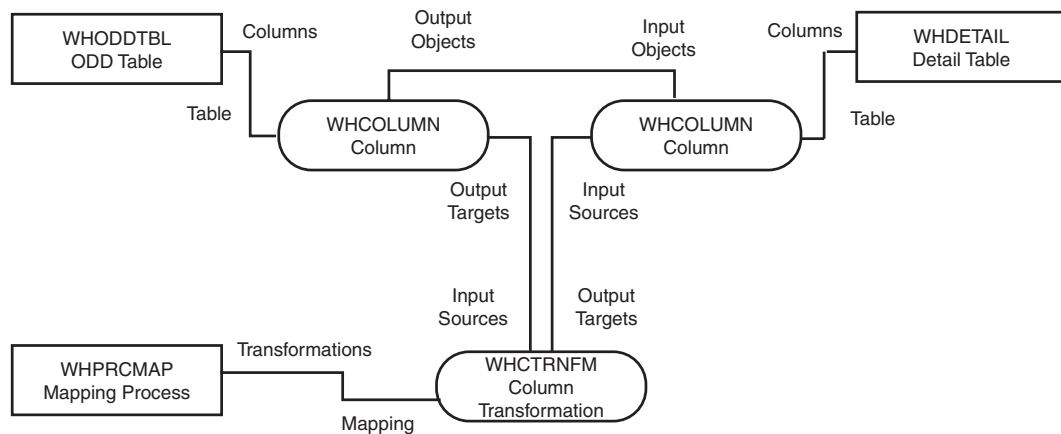 WHODDTBL
ODD Table
Columns
Output
Objects
Input
Objects
Columns
WHDETAIL
Detail Table
Table
WHCOLUMN
Column
WHCOLUMN
Column
Table
Output
Targets
Input
Sources
Input
Sources
Output
Targets
WHPRCMAP
Mapping Process
Transformations
Mapping
WHCTRNFM
Column
Transformation